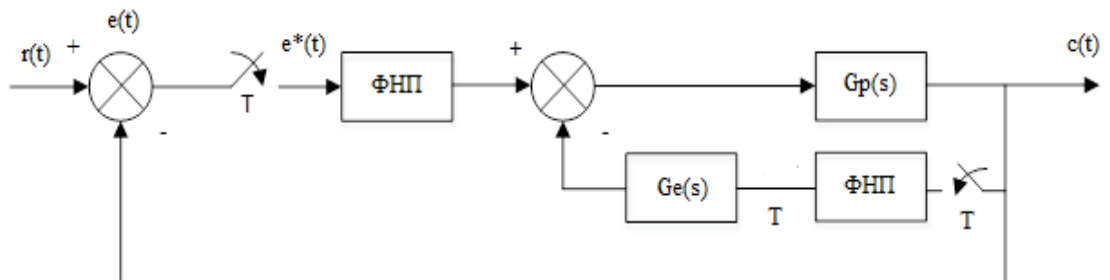 e(t)
r(t)
+
-
T
e*(t)
ФНП
+
-
Gp(s)
c(t)
Ge(s)
T
ФНП
T